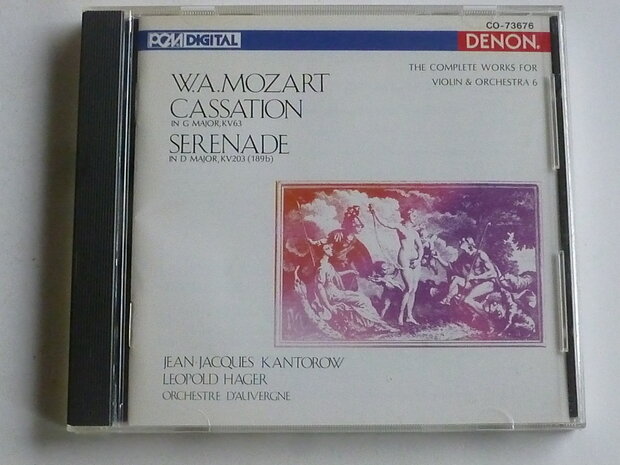 CO-73676
PCM DIGITAL
DENON
THE COMPLETE WORKS FOR
VIOLIN & ORCHESTRA 6
W.A.MOZART
CASSATION
IN G MAJOR, KV63
SERENADE
IN D MAJOR, KV203 (189b)
JEAN-JACQUES KANTOROW
LEOPOLD HAGER
ORCHESTRE D'AUVERGNE